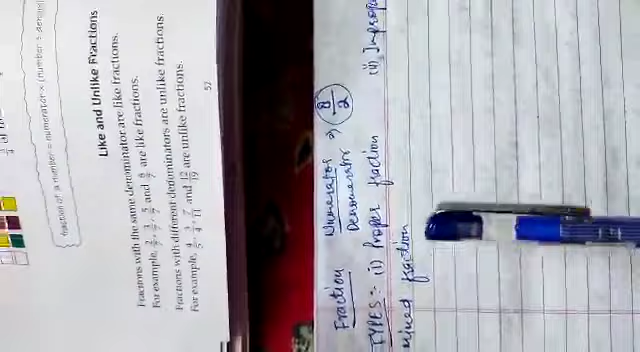 fraction of a number = numerator × (number ÷
Like and Unlike Fractions
Fractions with the same denominator are like fractions.
For example, 2/7, 3/7, 5/7 and 6/7 are like fractions.
Fractions with different denominators are unlike fractions
For example, 4/5, 3/4, 7/11 and 12/19 are unlike fractions.
57
Fraction Numerator ⇒ 8/2
Denomenator
TYPES:- (i) Proper fraction (ii) Improp
mixed fraction